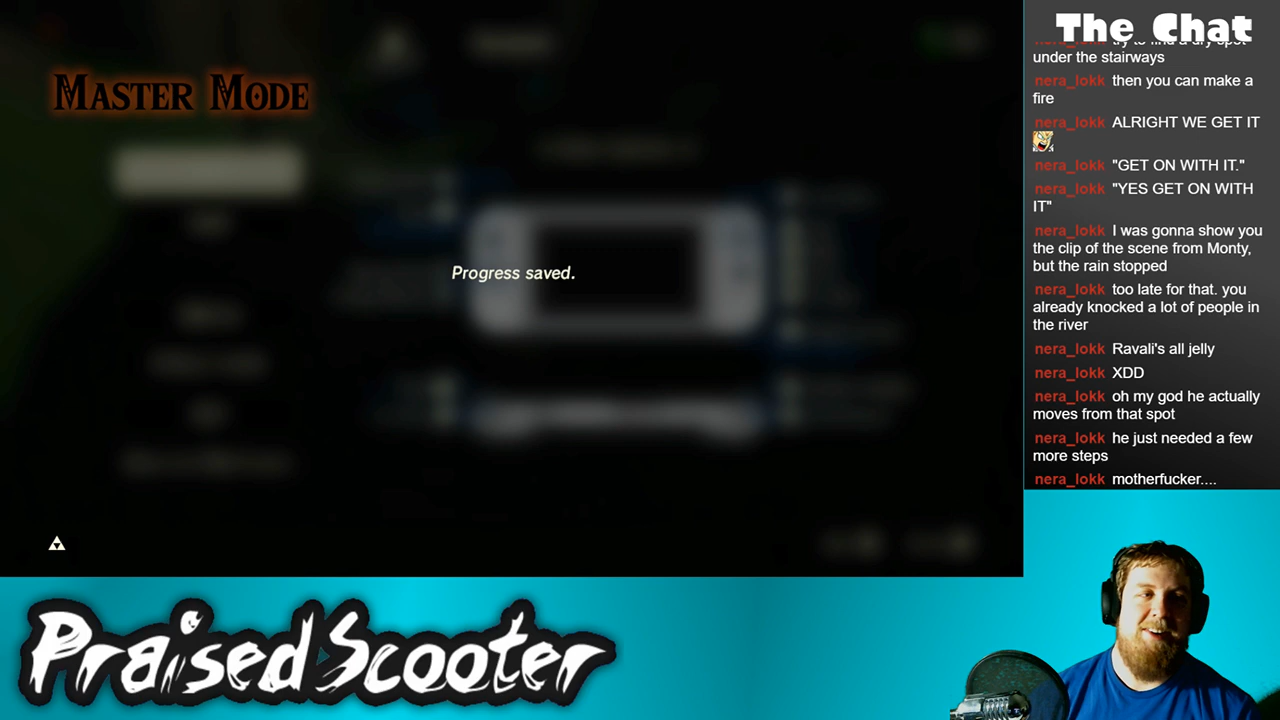 Master Mode
Progress saved.
The Chat
under the stairways
nera_lokk then you can make a
fire
nera_lokk ALRIGHT WE GET IT
nera_lokk "GET ON WITH IT."
nera_lokk "YES GET ON WITH
IT"
nera_lokk I was gonna show you
the clip of the scene from Monty,
but the rain stopped
nera_lokk too late for that. you
already knocked a lot of people in
the river
nera_lokk Ravali's all jelly
nera_lokk XDD
nera_lokk oh my god he actually
moves from that spot
nera_lokk he just needed a few
more steps
nera_lokk motherfucker....
PraisedScooter